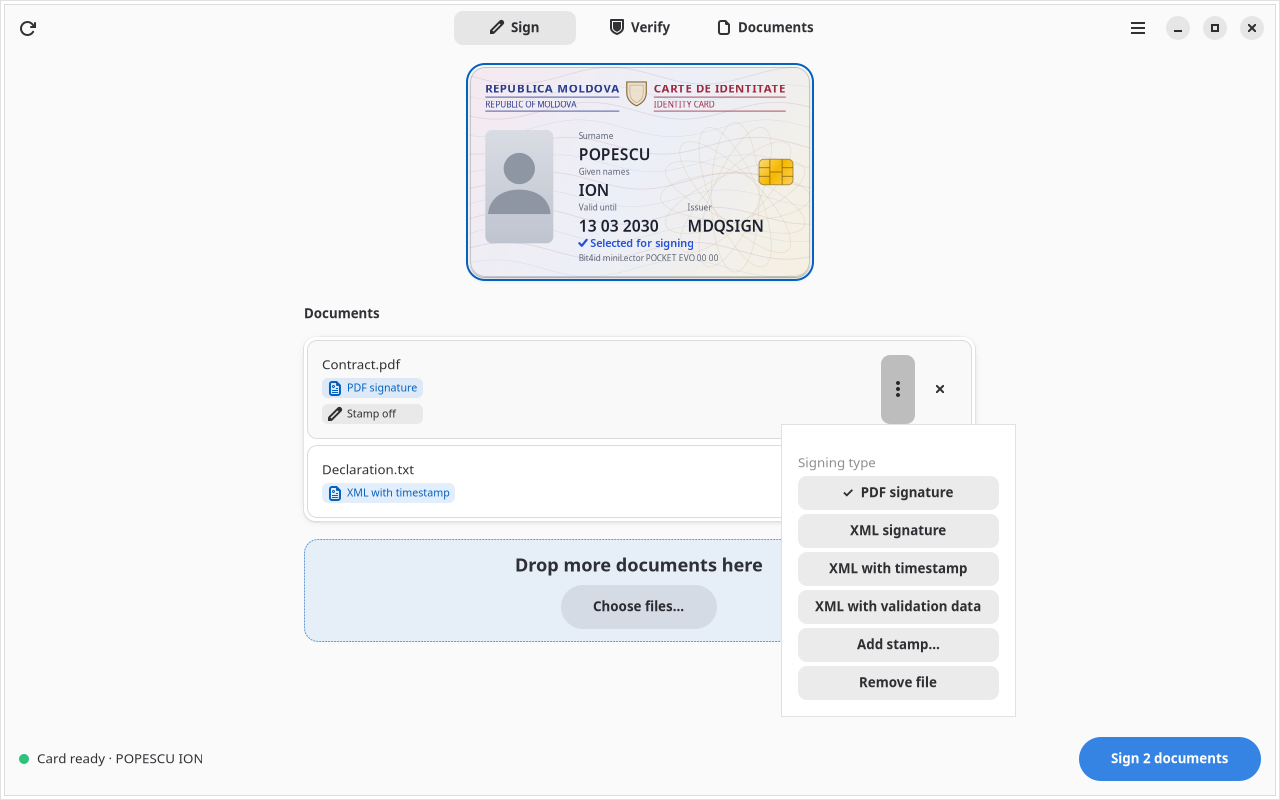 Sign
Verify
Documents
REPUBLICA MOLDOVA
REPUBLIC OF MOLDOVA
CARTE DE IDENTITATE
IDENTITY CARD
Surname
POPESCU
Given names
ION
Valid until
Issuer
13 03 2030
MDQSIGN
Selected for signing
Bit4id miniLector POCKET EVO 00 00
Documents
Contract.pdf
PDF signature
Stamp off
Declaration.txt
XML with timestamp
Drop more documents here
Choose files...
Signing type
PDF signature
XML signature
XML with timestamp
XML with validation data
Add stamp...
Remove file
Card ready · POPESCU ION
Sign 2 documents